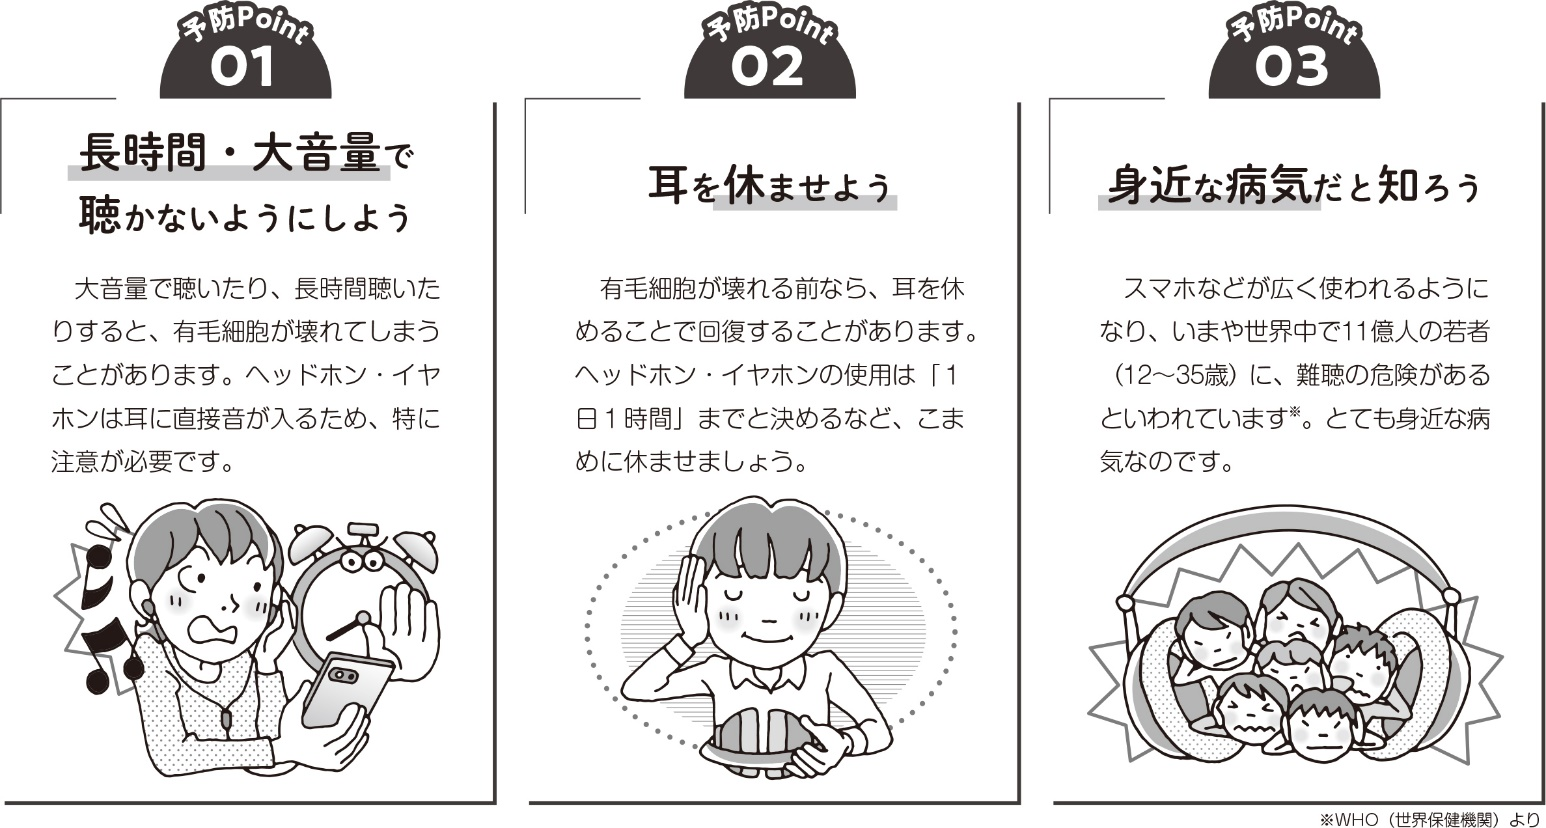 予防Point
01
長時間・大音量で
聴かないようにしよう
　大音量で聴いたり、長時間聴いた
りすると、有毛細胞が壊れてしまう
ことがあります。ヘッドホン・イヤ
ホンは耳に直接音が入るため、特に
注意が必要です。
予防Point
02
耳を休ませよう
　有毛細胞が壊れる前なら、耳を休
めることで回復することがあります。
ヘッドホン・イヤホンの使用は「１
日１時間」までと決めるなど、こま
めに休ませましょう。
予防Point
03
身近な病気だと知ろう
　スマホなどが広く使われるように
なり、いまや世界中で11億人の若者
（12〜35歳）に、難聴の危険がある
といわれています※。とても身近な病
気なのです。
※WHO（世界保健機関）より